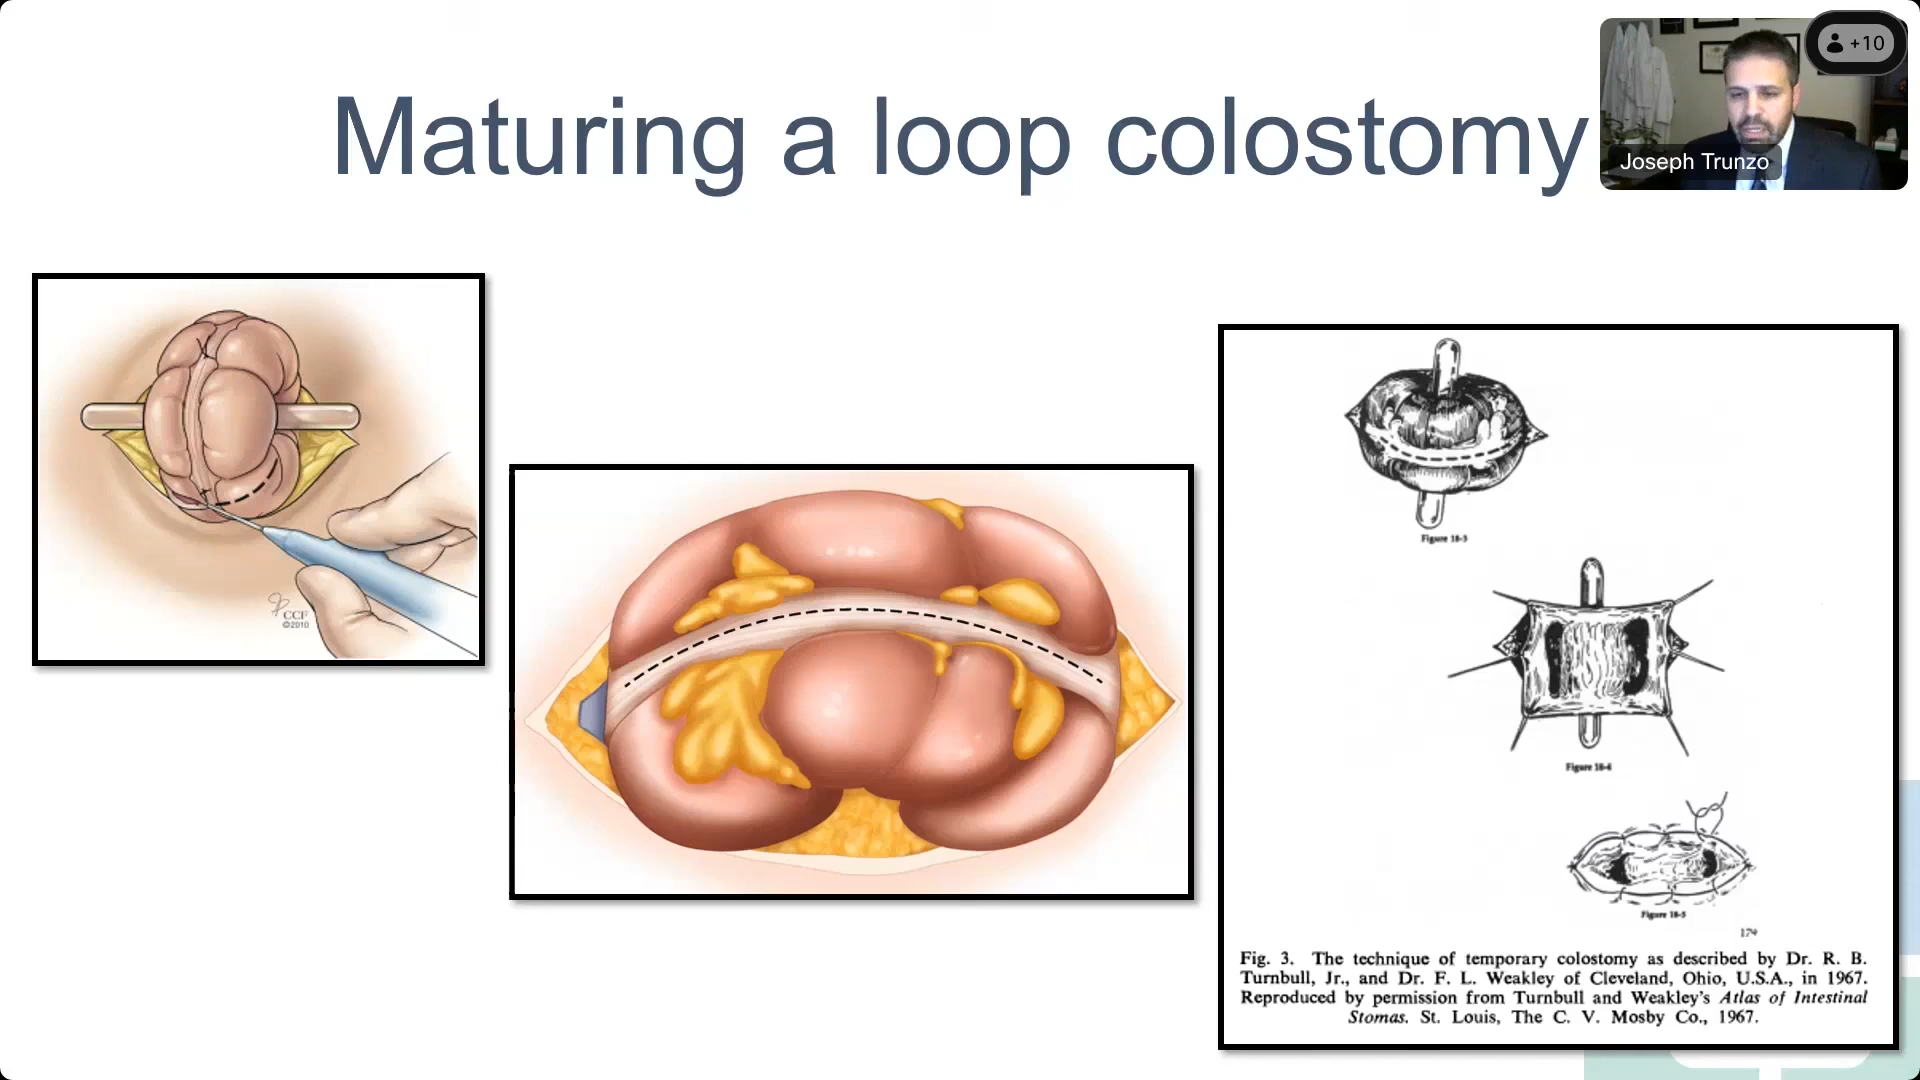 Maturing a loop colostomy
+10
Joseph Trunzo
CCF
©2010
Figure 18-3
Figure 18-4
Figure 18-5
174
Fig. 3. The technique of temporary colostomy as described by Dr. R. B.
Turnbull, Jr., and Dr. F. L. Weakley of Cleveland, Ohio, U.S.A., in 1967.
Reproduced by permission from Turnbull and Weakley's Atlas of Intestinal
Stomas. St. Louis, The C. V. Mosby Co., 1967.